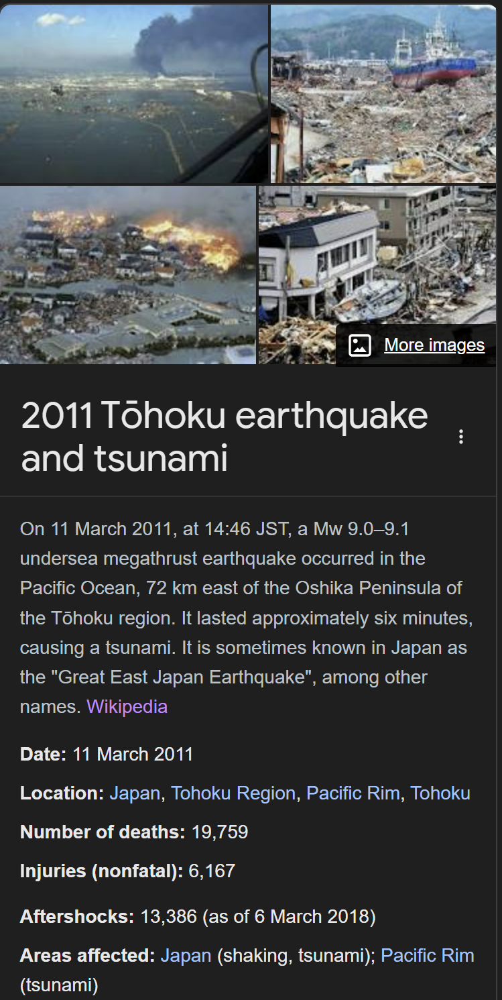 More images
2011 Tōhoku earthquake
and tsunami
On 11 March 2011, at 14:46 JST, a Mw 9.0–9.1
undersea megathrust earthquake occurred in the
Pacific Ocean, 72 km east of the Oshika Peninsula of
the Tōhoku region. It lasted approximately six minutes,
causing a tsunami. It is sometimes known in Japan as
the "Great East Japan Earthquake", among other
names. Wikipedia
Date: 11 March 2011
Location: Japan, Tohoku Region, Pacific Rim, Tohoku
Number of deaths: 19,759
Injuries (nonfatal): 6,167
Aftershocks: 13,386 (as of 6 March 2018)
Areas affected: Japan (shaking, tsunami); Pacific Rim
(tsunami)